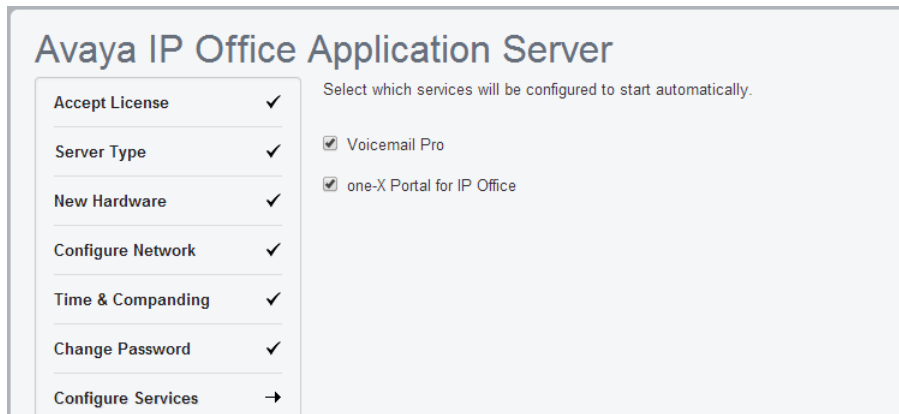 Avaya IP Office Application Server
Accept License
Server Type
New Hardware
Configure Network
Time & Companding
Change Password
Configure Services
Select which services will be configured to start automatically.
Voicemail Pro
one-X Portal for IP Office